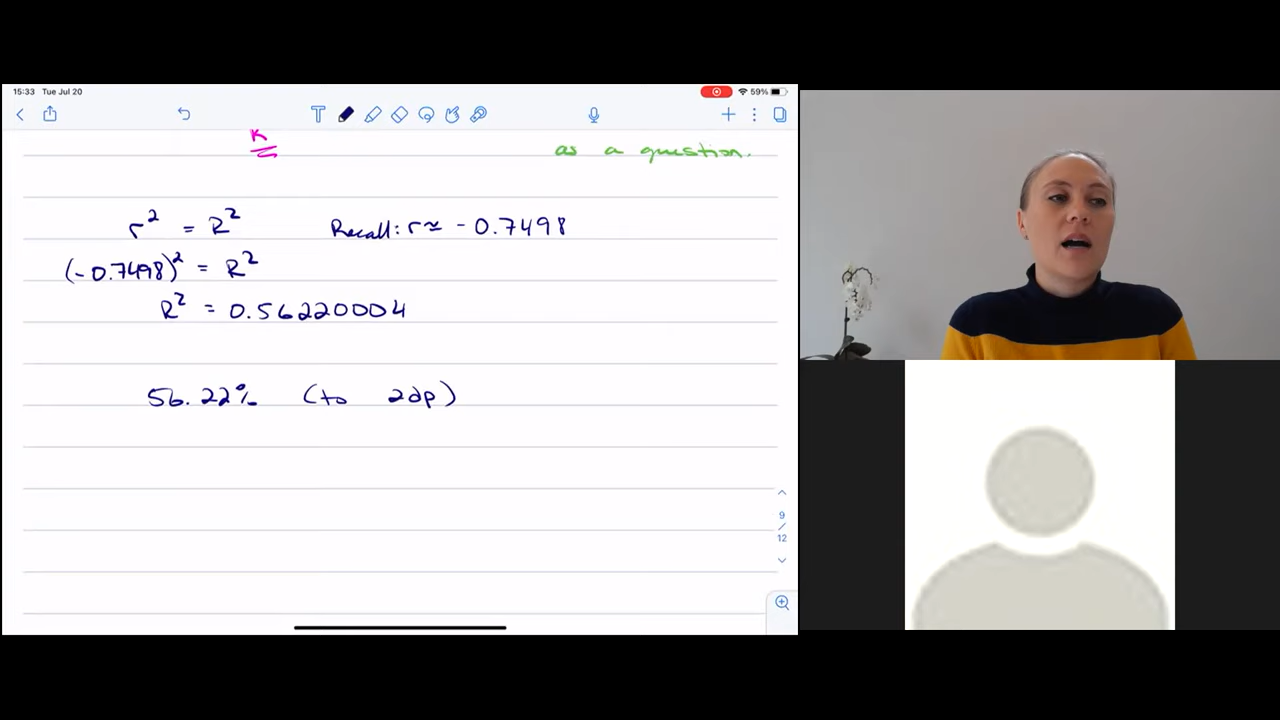 15:33 Tue Jul 20
59%
K
as a question.
r² = R² Recall: r ≈ -0.7498
(-0.7498)² = R²
R² = 0.56220004
56.22% (to 2dp)
9
/
12